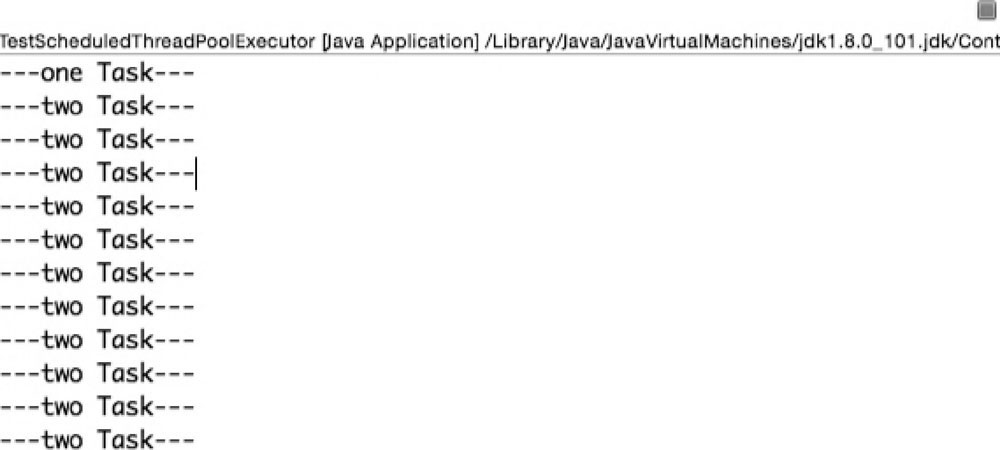 TestScheduledThreadPoolExecutor [Java Application] /Library/Java/JavaVirtualMachines/jdk1.8.0_101.jdk/Cont
---one Task---
---two Task---
---two Task---
---two Task---
---two Task---
---two Task---
---two Task---
---two Task---
---two Task---
---two Task---
---two Task---
---two Task---